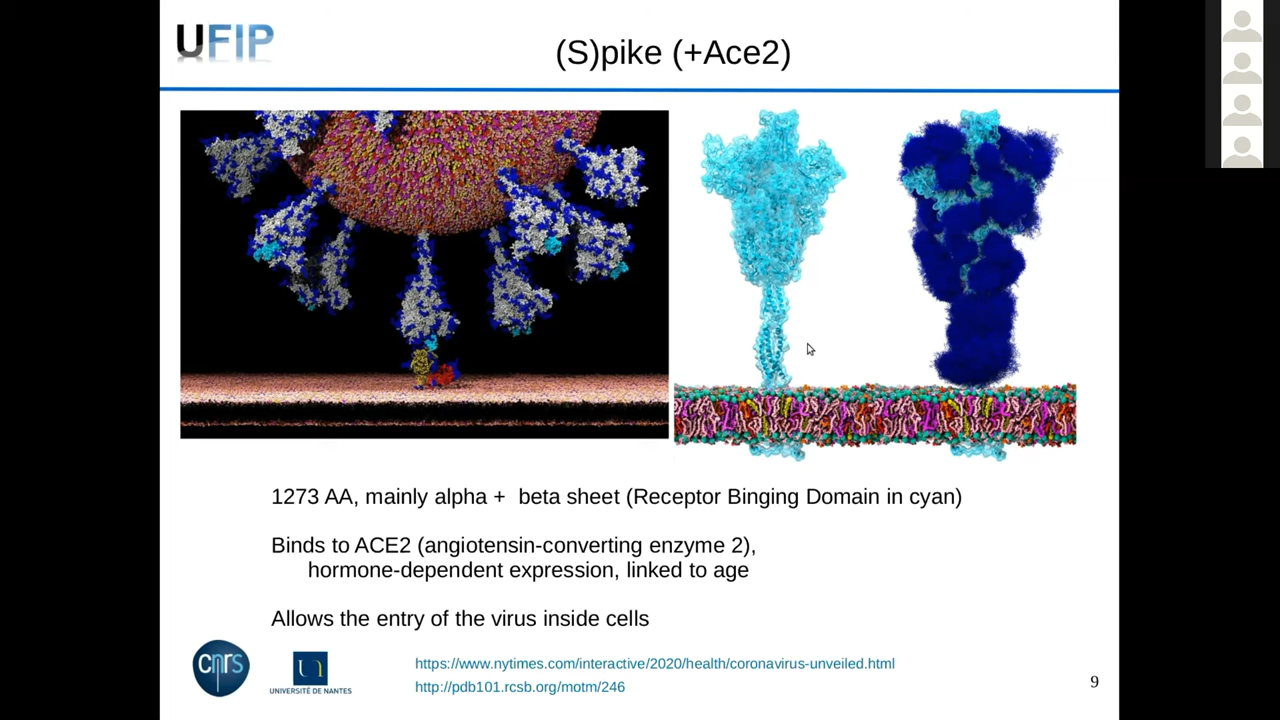 UFIP
(S)pike (+Ace2)
1273 AA, mainly alpha + beta sheet (Receptor Binging Domain in cyan)
Binds to ACE2 (angiotensin-converting enzyme 2),
hormone-dependent expression, linked to age
Allows the entry of the virus inside cells
cnrs
UNIVERSITÉ DE NANTES
https://www.nytimes.com/interactive/2020/health/coronavirus-unveiled.html
http://pdb101.rcsb.org/motm/246
9